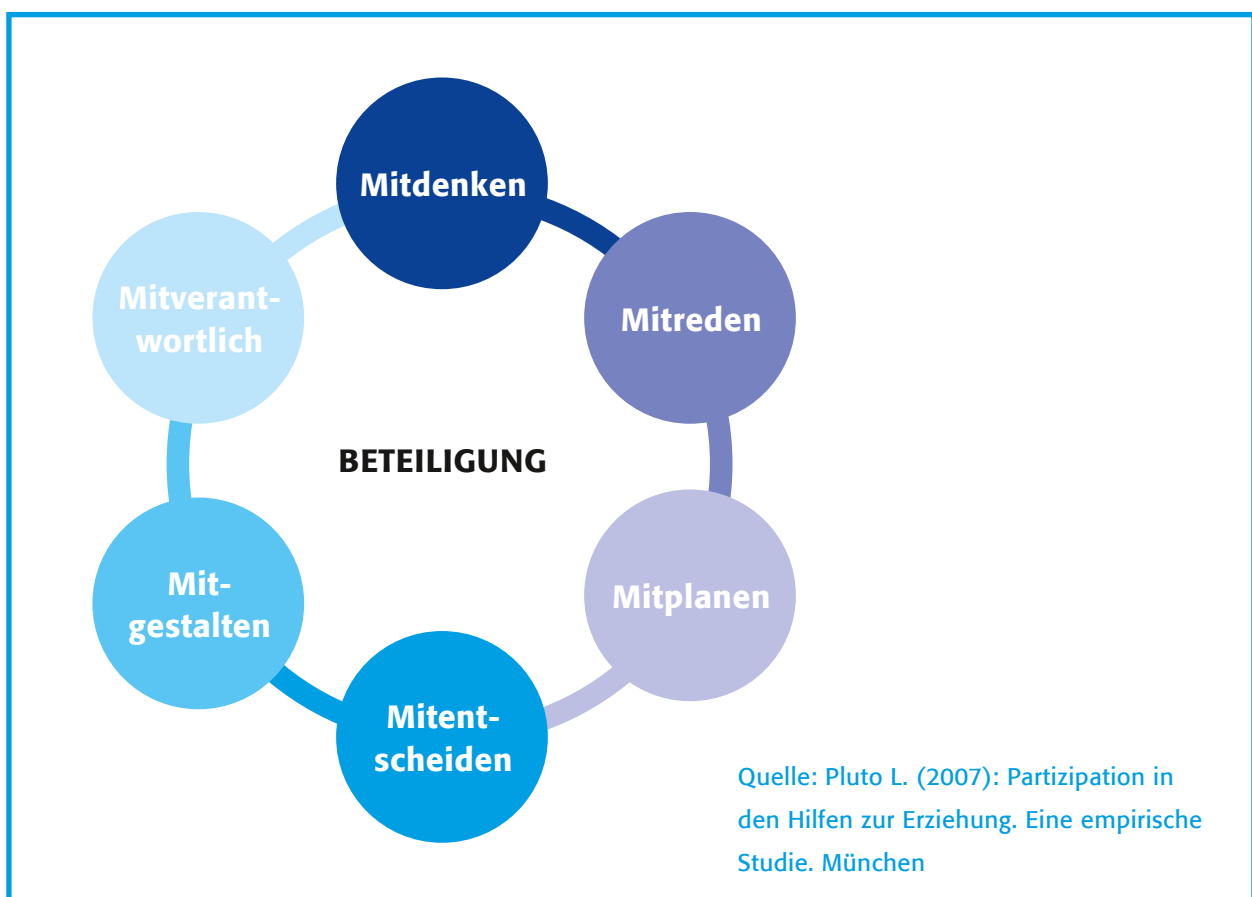 Mitdenken
Mitreden
Mitplanen
Mitent-
scheiden
Mit-
gestalten
Mitverant-
wortlich
BETEILIGUNG
Quelle: Pluto L. (2007): Partizipation in
den Hilfen zur Erziehung. Eine empirische
Studie. München